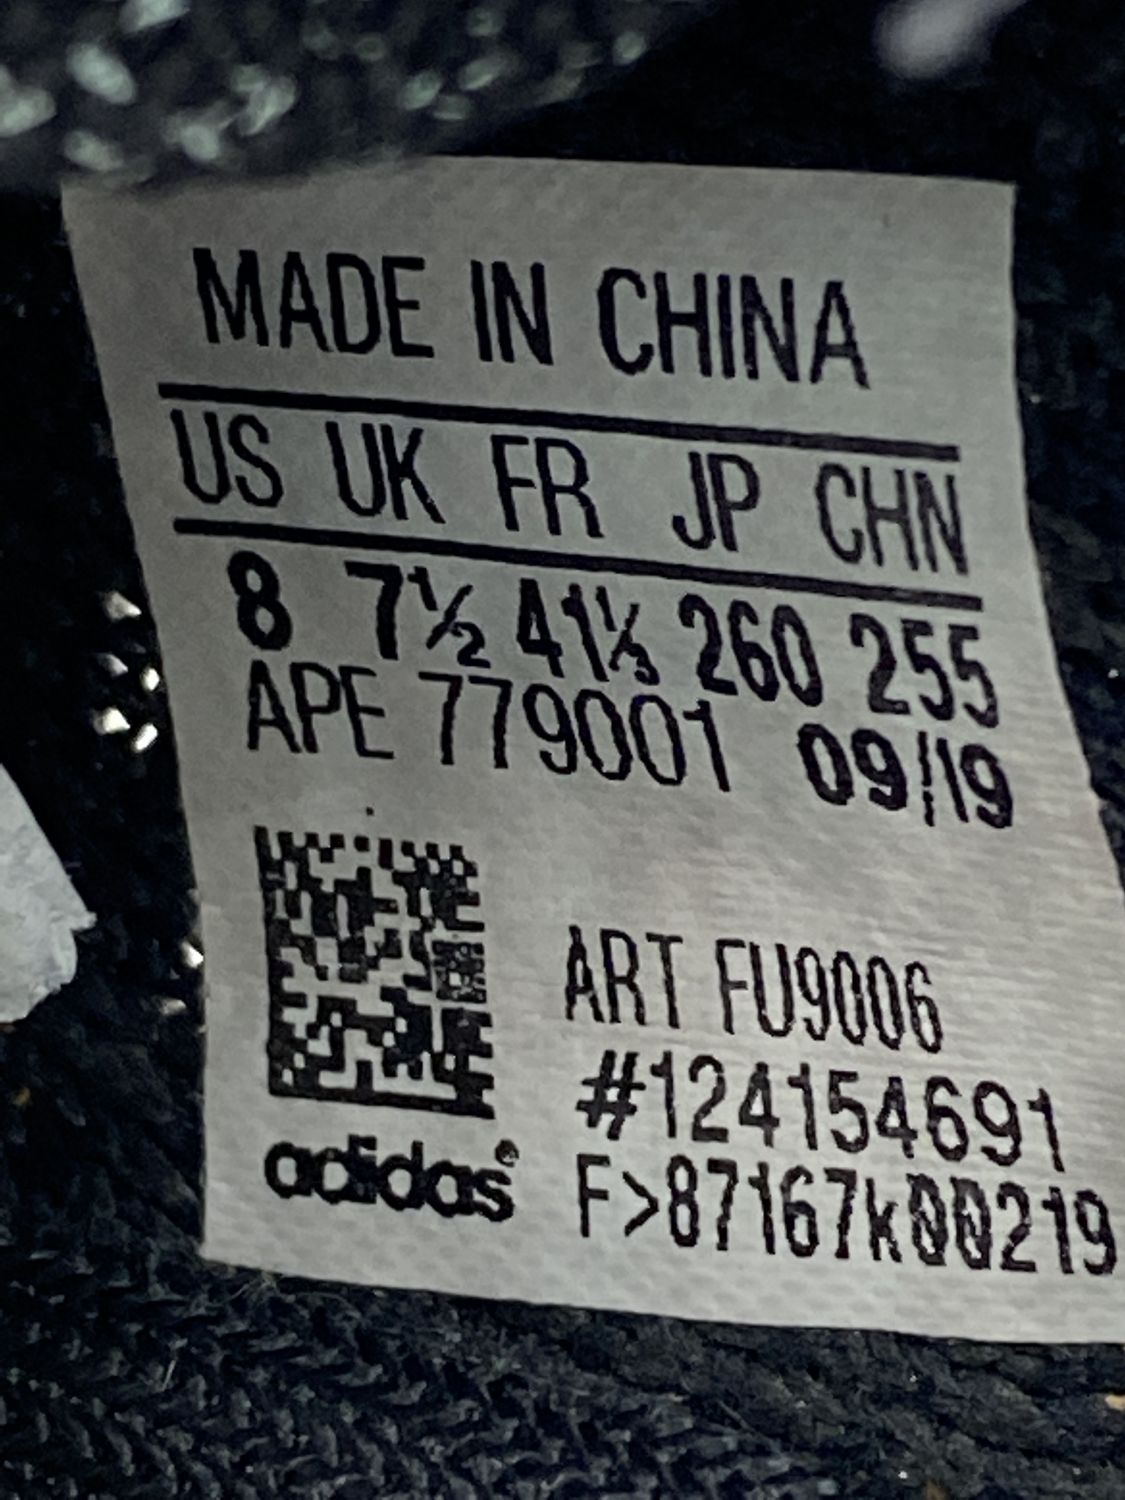 MADE IN CHINA
US UK FR JP CHN
8 7½ 41⅓ 260 255
APE 779001 09/19
ART FU9006
#124154691
adidas®
F>87167k00219